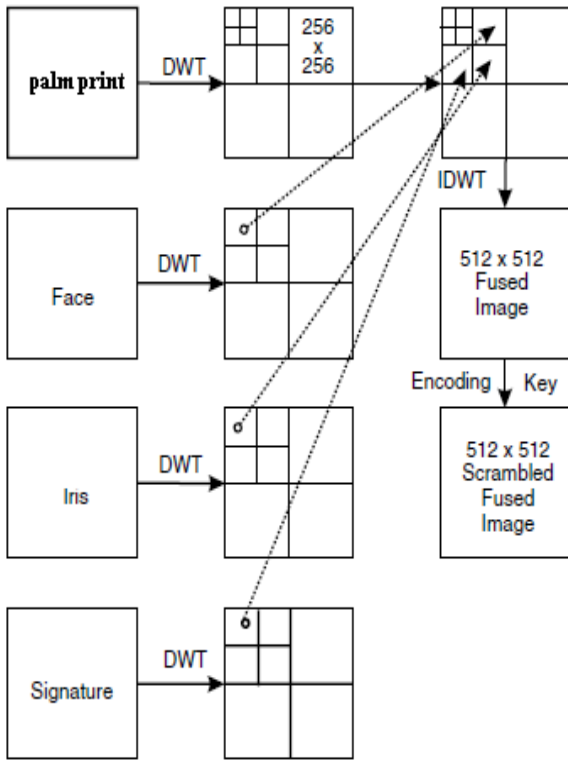 palm print
DWT
256
x
256
IDWT
Face
DWT
512 x 512
Fused
Image
Encoding Key
Iris
DWT
512 x 512
Scrambled
Fused
Image
Signature
DWT